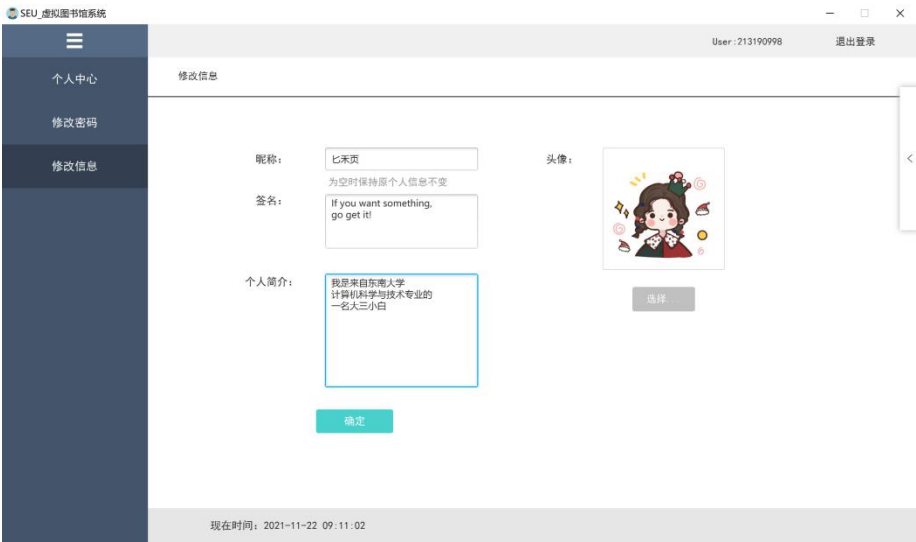 SEU_虚拟图书馆系统
User:213190998 退出登录
个人中心
修改密码
修改信息
修改信息
昵称: 匕禾页
为空时保持原个人信息不变
签名: If you want something,
go get it!
个人简介: 我是来自东南大学
计算机科学与技术专业的
一名大三小白
头像:
选择...
确定
现在时间: 2021-11-22 09:11:02